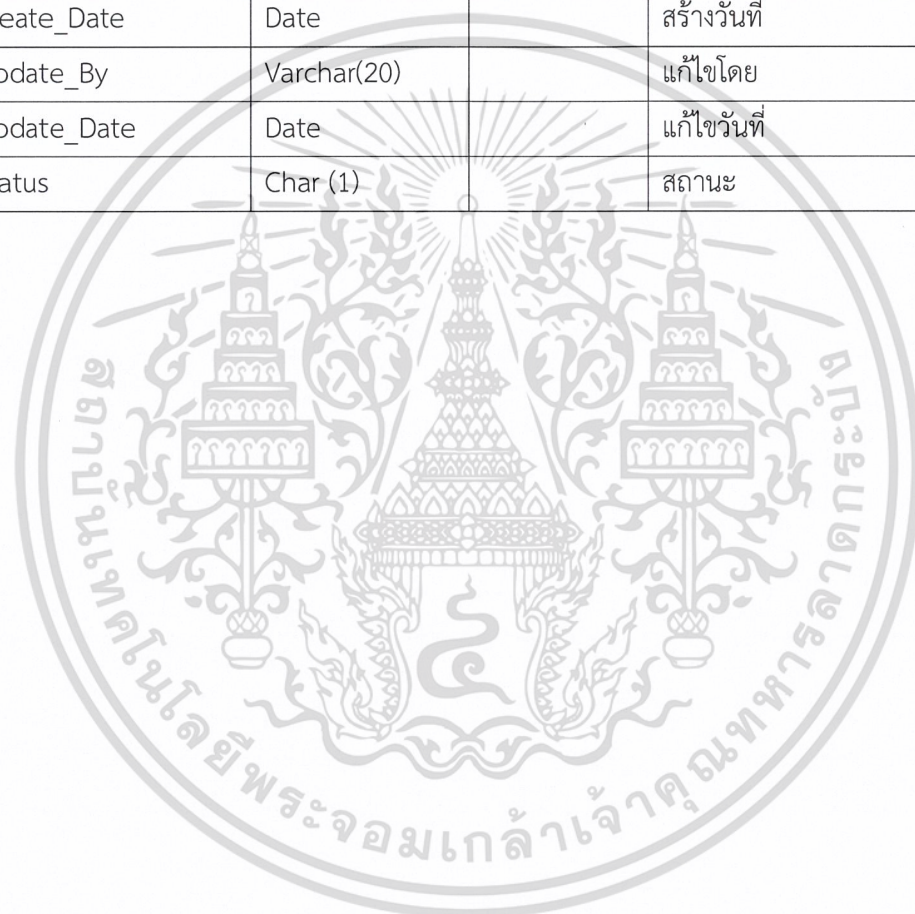 eate_Date Date สร้างวันที่
odate_By Varchar(20) แก้ไขโดย
odate_Date Date แก้ไขวันที่
atus Char (1) สถานะ
สถาบันเทคโนโลยีพระจอมเกล้าเจ้าคุณทหารลาดกระบัง
๔